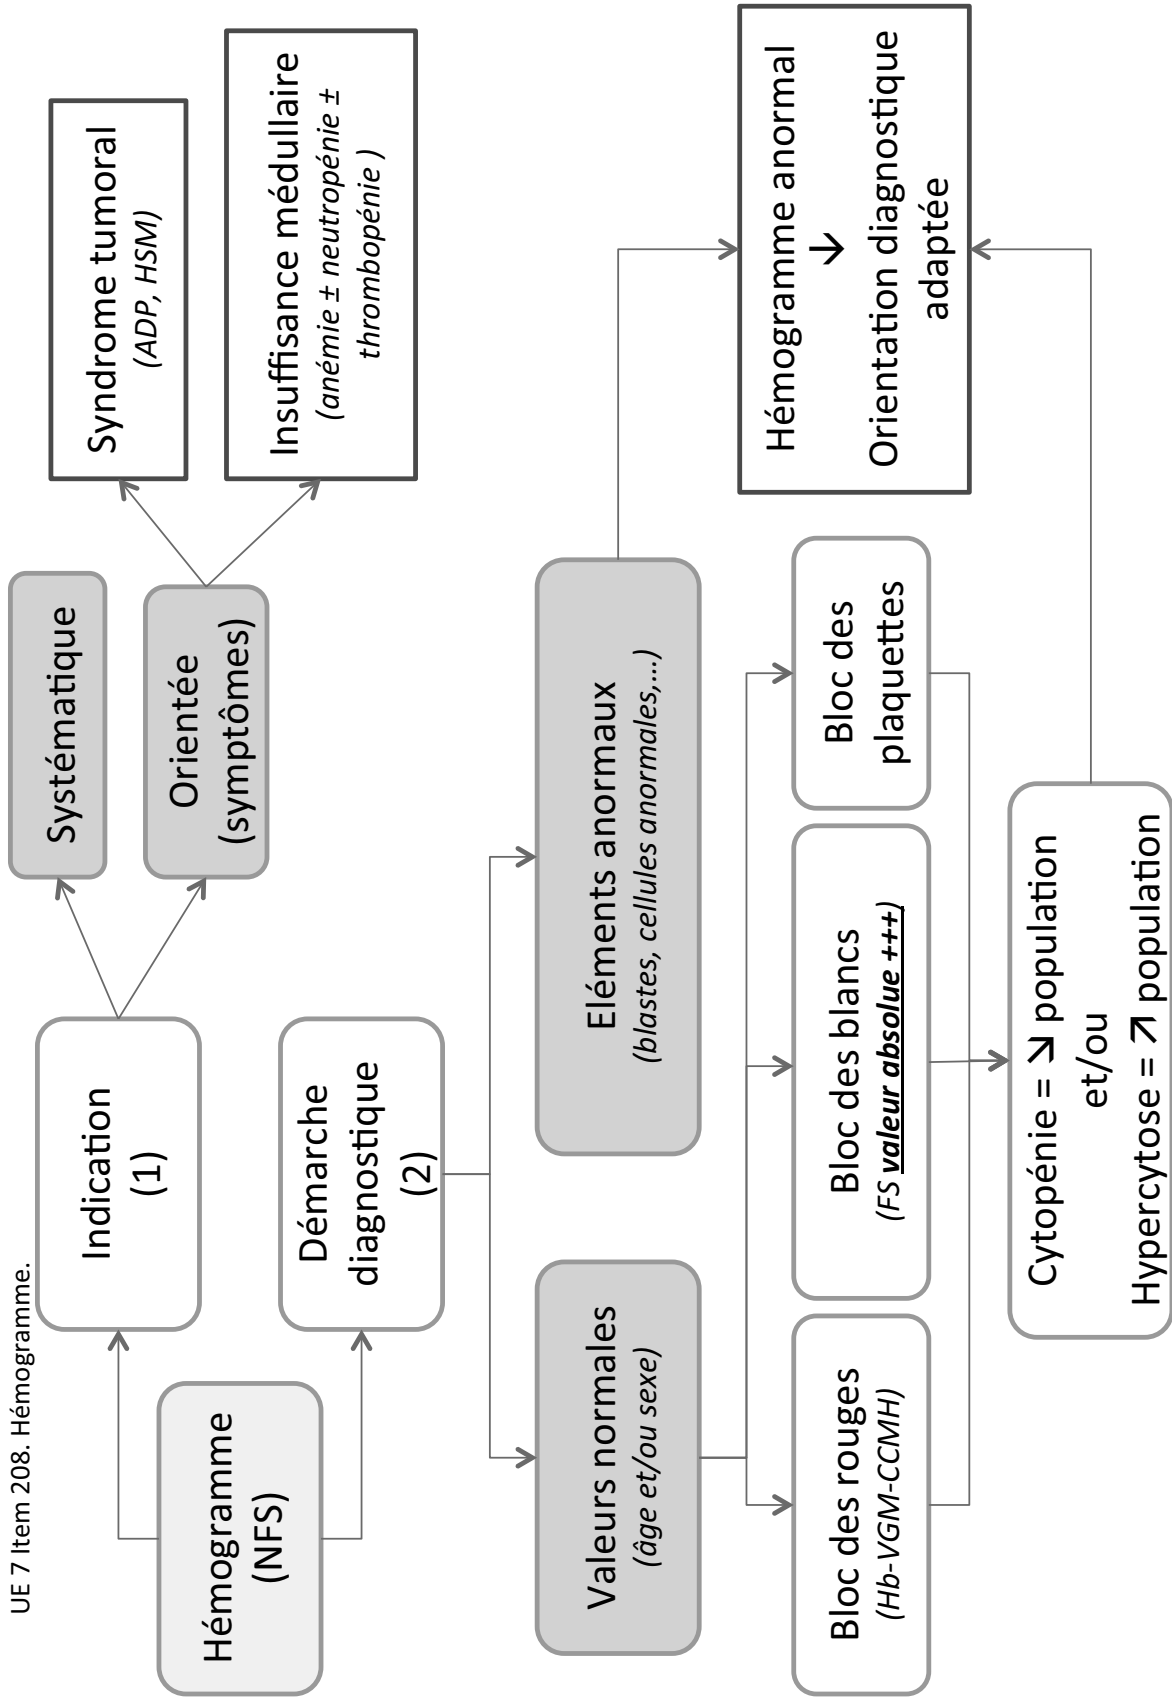 UE 7 Item 208. Hémogramme.
Hémogramme
(NFS)
Indication
(1)
Systématique
Orientée
(symptômes)
Syndrome tumoral
(ADP, HSM)
Insuffisance médullaire
(anémie ± neutropénie ±
thrombopénie )
Démarche
diagnostique
(2)
Valeurs normales
(âge et/ou sexe)
Eléments anormaux
(blastes, cellules anormales,...)
Bloc des rouges
(Hb-VGM-CCMH)
Bloc des blancs
(FS valeur absolue +++)
Bloc des
plaquettes
Cytopénie = ↘ population
et/ou
Hypercytose = ↗ population
Hémogramme anormal
→
Orientation diagnostique
adaptée